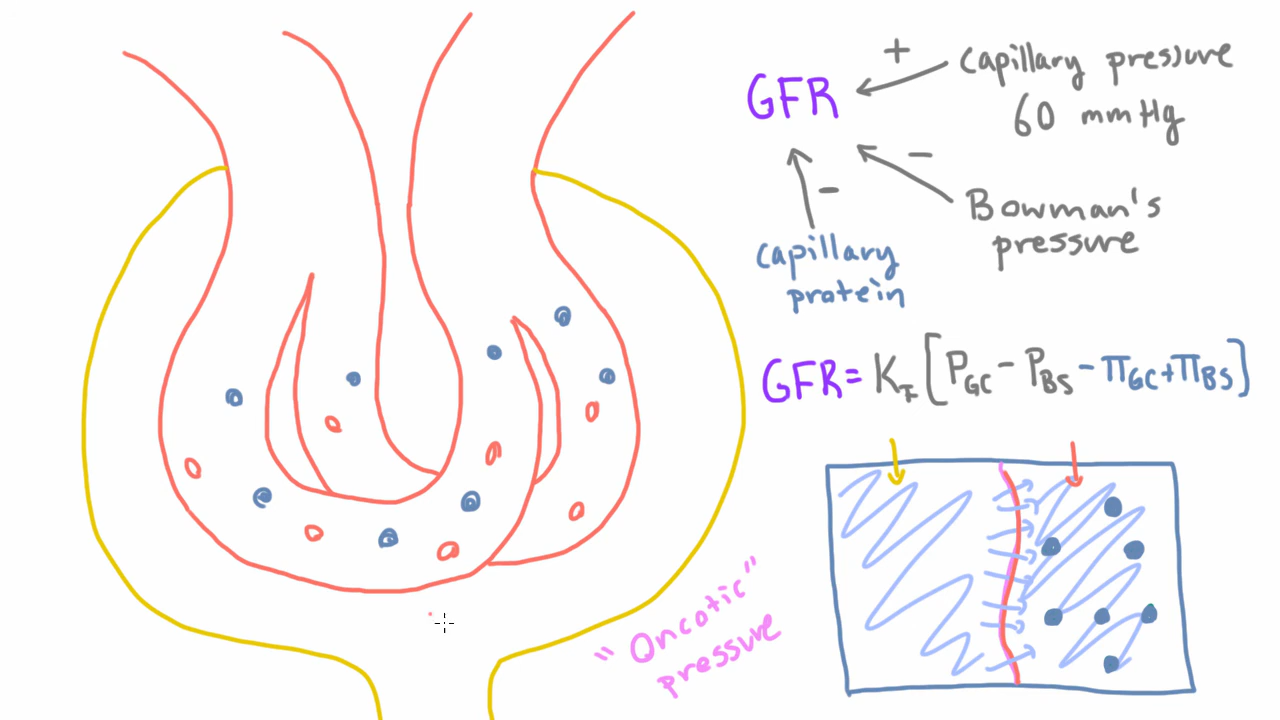 +
capillary pressure
60 mmHg
GFR
-
-
Bowman's
pressure
capillary
protein
GFR = Kf [PGC - PBS - πGC + πBS]
"Oncotic"
pressure